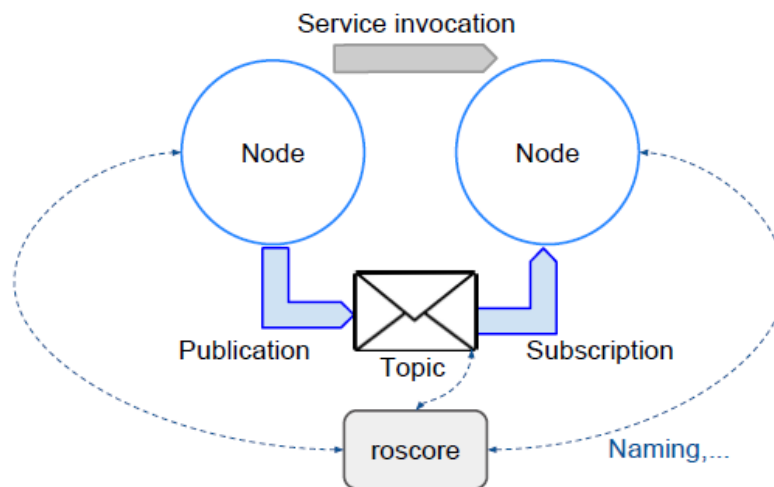 Service invocation
Node
Node
Publication
Topic
Subscription
roscore
Naming,...